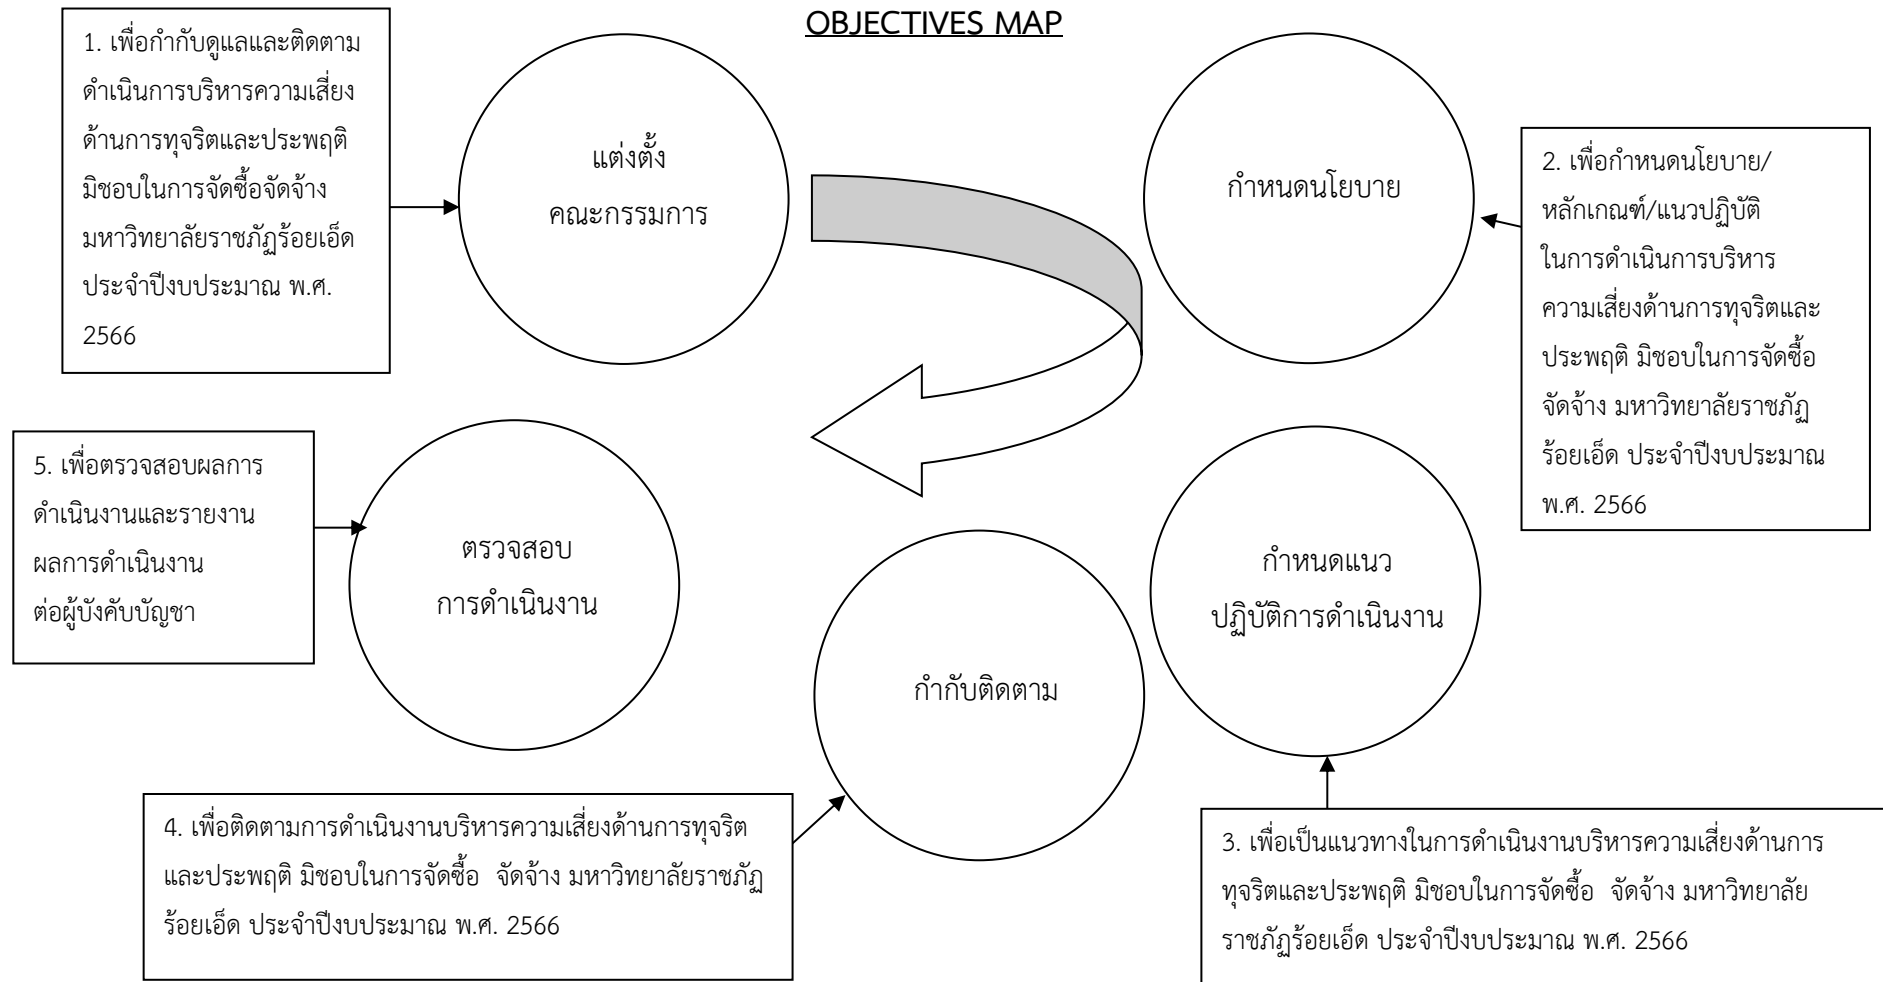 OBJECTIVES MAP
1. เพื่อกำกับดูแลและติดตาม
ดำเนินการบริหารความเสี่ยง
ด้านการทุจริตและประพฤติ
มิชอบในการจัดซื้อจัดจ้าง
มหาวิทยาลัยราชภัฏร้อยเอ็ด
ประจำปีงบประมาณ พ.ศ.
2566
แต่งตั้ง
คณะกรรมการ
กำหนดนโยบาย
2. เพื่อกำหนดนโยบาย/
หลักเกณฑ์/แนวปฏิบัติ
ในการดำเนินการบริหาร
ความเสี่ยงด้านการทุจริตและ
ประพฤติ มิชอบในการจัดซื้อ
จัดจ้าง มหาวิทยาลัยราชภัฏ
ร้อยเอ็ด ประจำปีงบประมาณ
พ.ศ. 2566
5. เพื่อตรวจสอบผลการ
ดำเนินงานและรายงาน
ผลการดำเนินงาน
ต่อผู้บังคับบัญชา
ตรวจสอบ
การดำเนินงาน
กำกับติดตาม
กำหนดแนว
ปฏิบัติการดำเนินงาน
4. เพื่อติดตามการดำเนินงานบริหารความเสี่ยงด้านการทุจริต
และประพฤติ มิชอบในการจัดซื้อ  จัดจ้าง มหาวิทยาลัยราชภัฏ
ร้อยเอ็ด ประจำปีงบประมาณ พ.ศ. 2566
3. เพื่อเป็นแนวทางในการดำเนินงานบริหารความเสี่ยงด้านการ
ทุจริตและประพฤติ มิชอบในการจัดซื้อ  จัดจ้าง มหาวิทยาลัย
ราชภัฏร้อยเอ็ด ประจำปีงบประมาณ พ.ศ. 2566